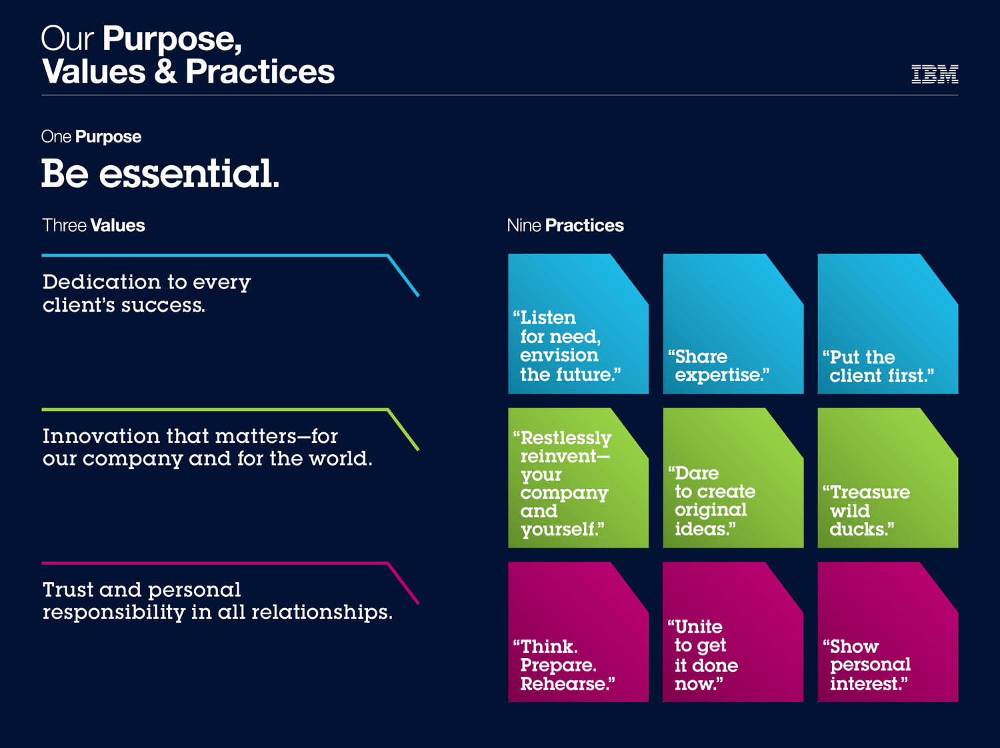 Our Purpose,
Values & Practices
IBM
One Purpose
Be essential.
Three Values
Dedication to every
client’s success.
Innovation that matters—for
our company and for the world.
Trust and personal
responsibility in all relationships.
Nine Practices
“Listen
for need,
envision
the future.”
“Share
expertise.”
“Put the
client first.”
“Restlessly
reinvent—
your
company
and
yourself.”
“Dare
to create
original
ideas.”
“Treasure
wild
ducks.”
“Think.
Prepare.
Rehearse.”
“Unite
to get
it done
now.”
“Show
personal
interest.”